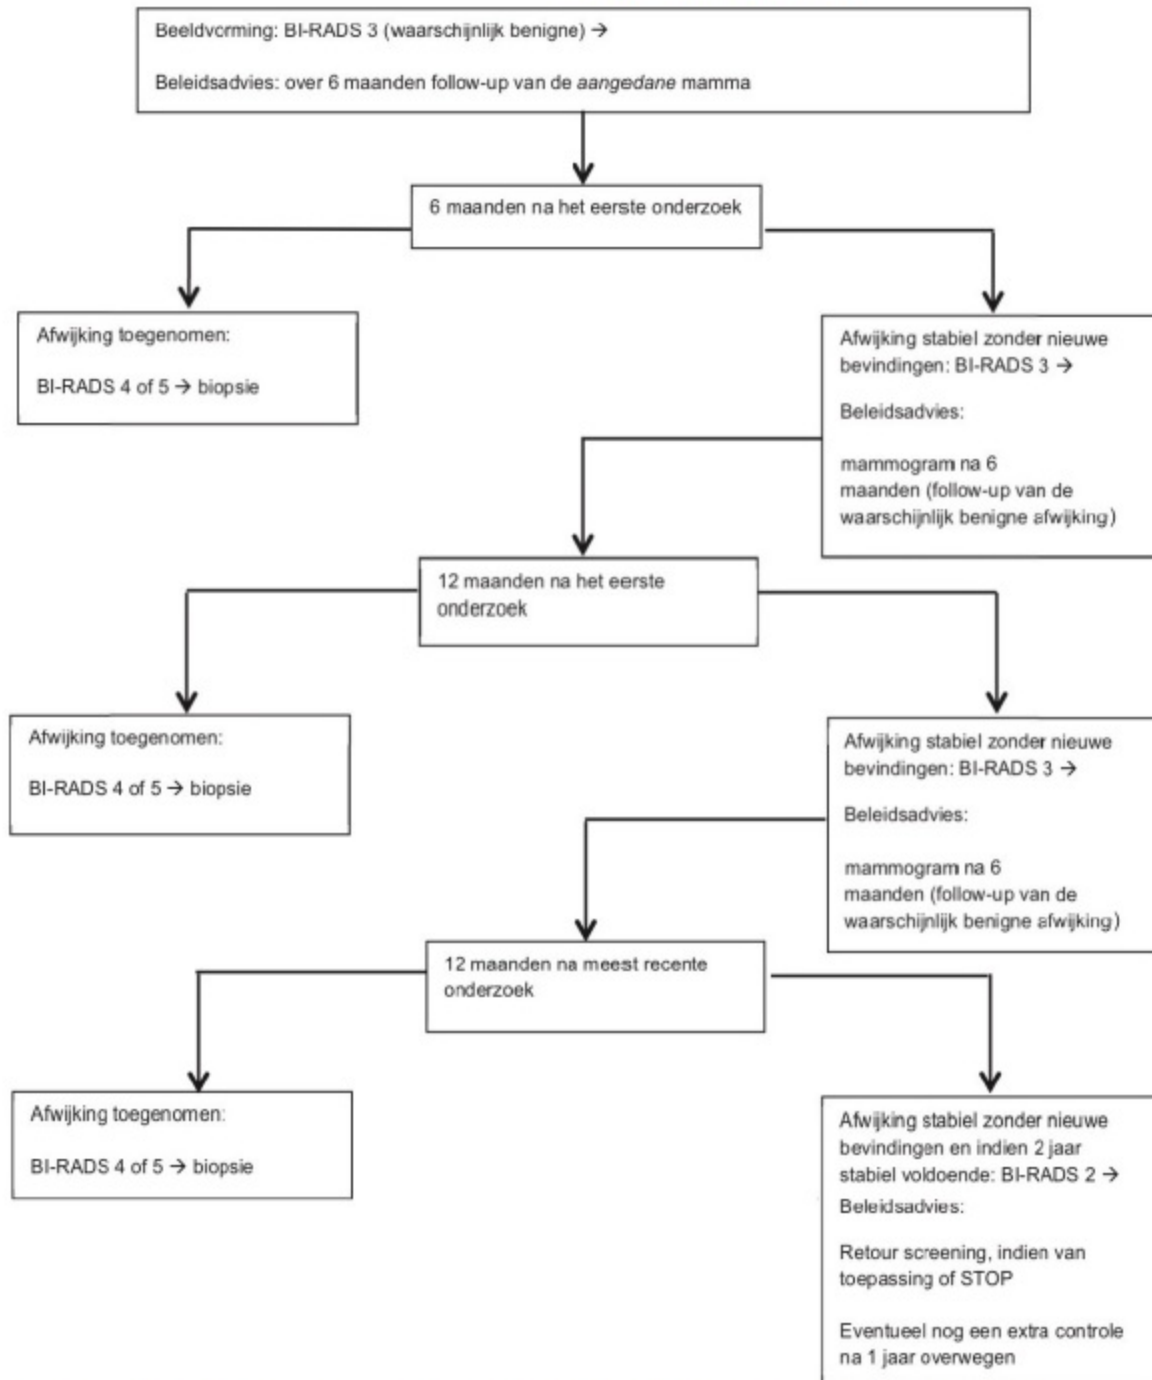 Beeldvorming: BI-RADS 3 (waarschijnlijk benigne) →
Beleidsadvies: over 6 maanden follow-up van de aangedane mamma
6 maanden na het eerste onderzoek
Afwijking toegenomen:
BI-RADS 4 of 5 → biopsie
Afwijking stabiel zonder nieuwe
bevindingen: BI-RADS 3 →
Beleidsadvies:
mammogram na 6
maanden (follow-up van de
waarschijnlijk benigne afwijking)
12 maanden na het eerste
onderzoek
Afwijking toegenomen:
BI-RADS 4 of 5 → biopsie
Afwijking stabiel zonder nieuwe
bevindingen: BI-RADS 3 →
Beleidsadvies:
mammogram na 6
maanden (follow-up van de
waarschijnlijk benigne afwijking)
12 maanden na meest recente
onderzoek
Afwijking toegenomen:
BI-RADS 4 of 5 → biopsie
Afwijking stabiel zonder nieuwe
bevindingen en indien 2 jaar
stabiel voldoende: BI-RADS 2 →
Beleidsadvies:
Retour screening, indien van
toepassing of STOP
Eventueel nog een extra controle
na 1 jaar overwegen